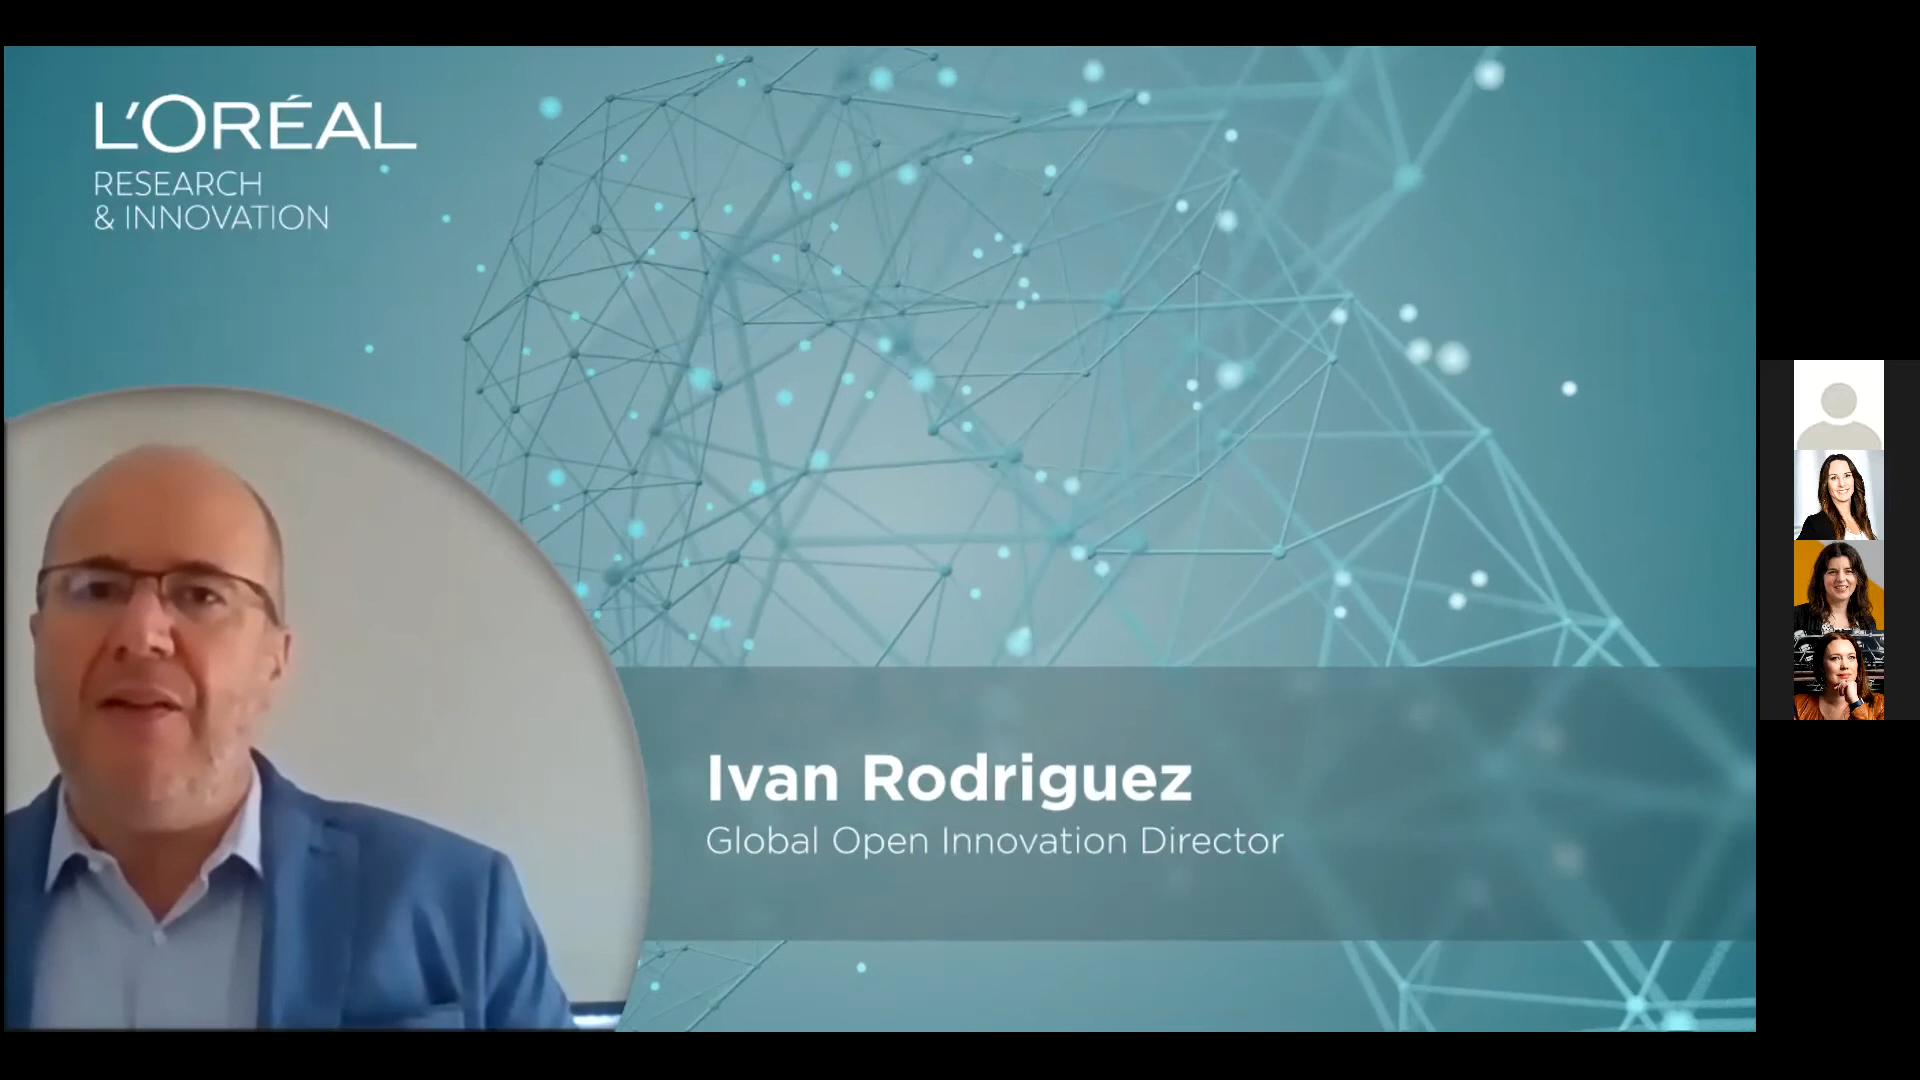 L'ORÉAL
RESEARCH
& INNOVATION
Ivan Rodriguez
Global Open Innovation Director